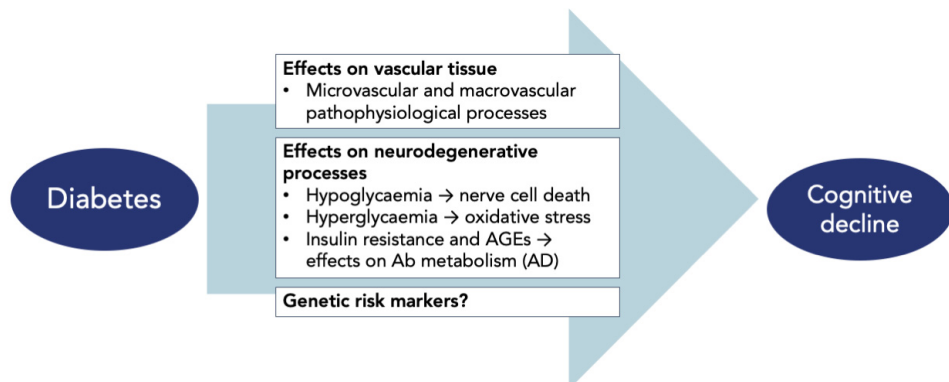 Diabetes
Effects on vascular tissue
• Microvascular and macrovascular
pathophysiological processes
Effects on neurodegenerative
processes
• Hypoglycaemia → nerve cell death
• Hyperglycaemia → oxidative stress
• Insulin resistance and AGEs →
effects on Ab metabolism (AD)
Genetic risk markers?
Cognitive
decline